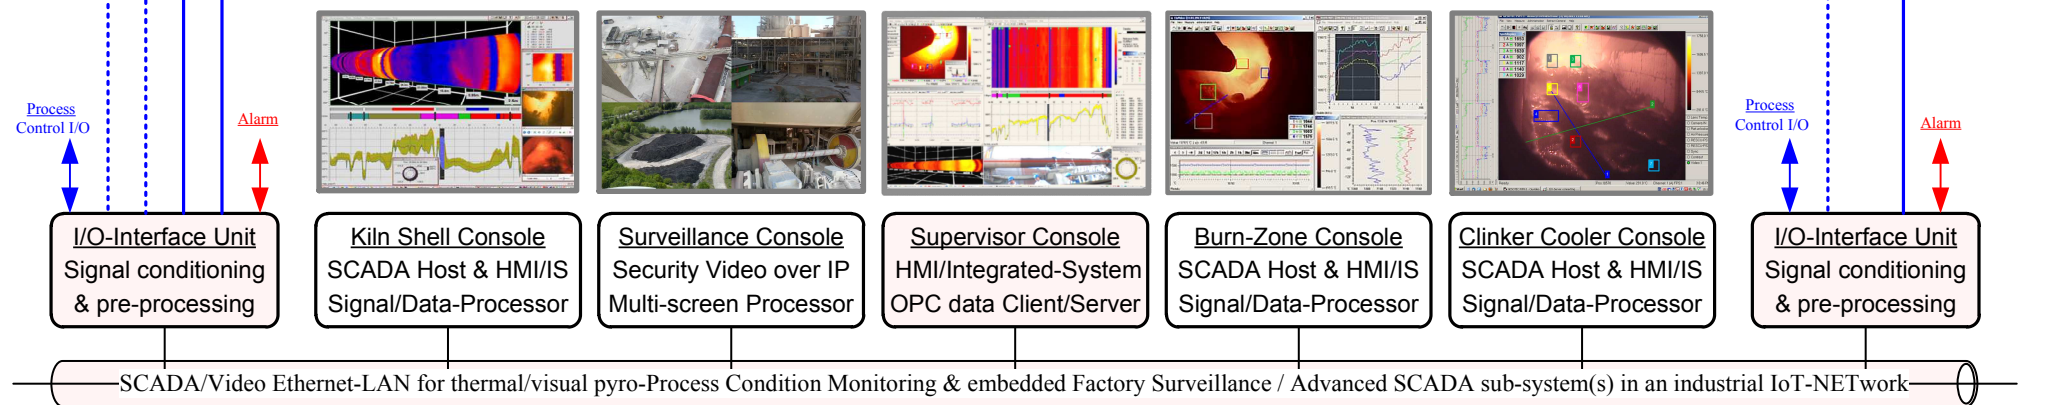 Process
Control I/O
Alarm
I/O-Interface Unit
Signal conditioning
& pre-processing
Kiln Shell Console
SCADA Host & HMI/IS
Signal/Data-Processor
Surveillance Console
Security Video over IP
Multi-screen Processor
Supervisor Console
HMI/Integrated-System
OPC data Client/Server
Burn-Zone Console
SCADA Host & HMI/IS
Signal/Data-Processor
Clinker Cooler Console
SCADA Host & HMI/IS
Signal/Data-Processor
Process
Control I/O
Alarm
I/O-Interface Unit
Signal conditioning
& pre-processing
SCADA/Video Ethernet-LAN for thermal/visual pyro-Process Condition Monitoring & embedded Factory Surveillance / Advanced SCADA sub-system(s) in an industrial IoT-NETwork